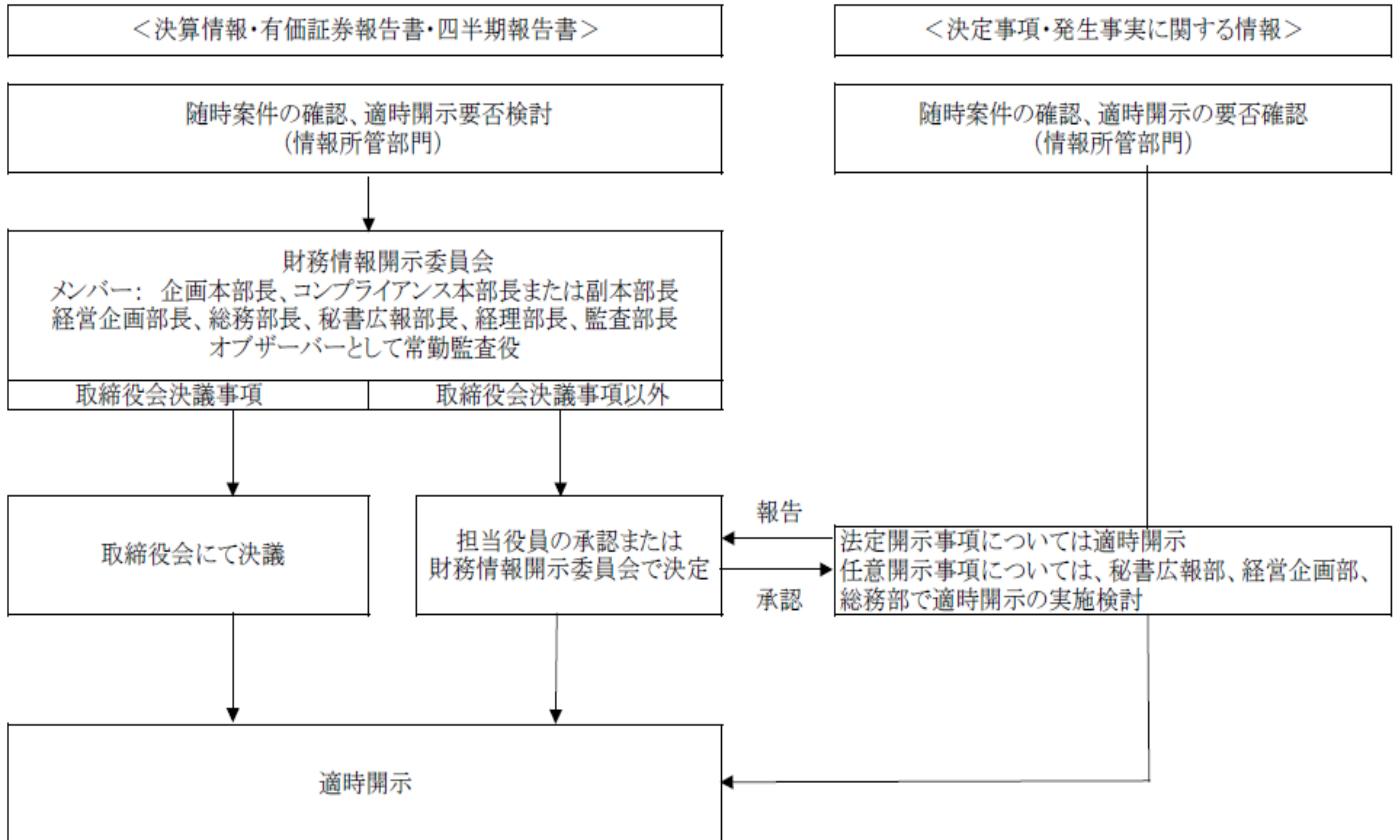 ＜決算情報・有価証券報告書・四半期報告書＞
随時案件の確認、適時開示要否検討
(情報所管部門)
財務情報開示委員会
メンバー： 企画本部長、コンプライアンス本部長または副本部長
経営企画部長、総務部長、秘書広報部長、経理部長、監査部長
オブザーバーとして常勤監査役
取締役会決議事項
取締役会決議事項以外
取締役会にて決議
担当役員の承認または
財務情報開示委員会で決定
報告
承認
＜決定事項・発生事実に関する情報＞
随時案件の確認、適時開示の要否確認
(情報所管部門)
法定開示事項については適時開示
任意開示事項については、秘書広報部、経営企画部、
総務部で適時開示の実施検討
適時開示